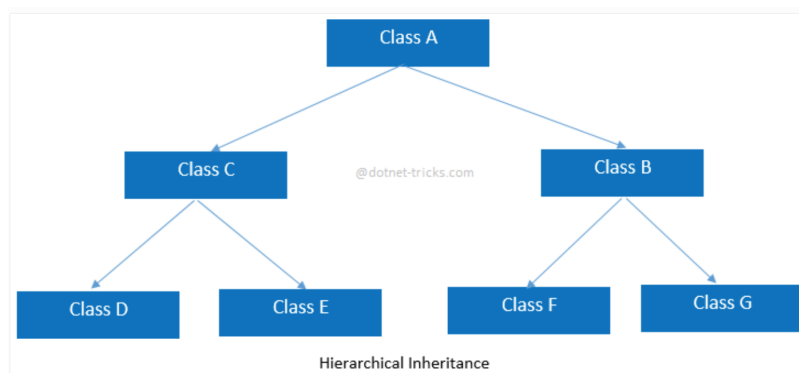 Class A
Class C
@dotnet-tricks.com
Class B
Class D
Class E
Class F
Class G
Hierarchical Inheritance